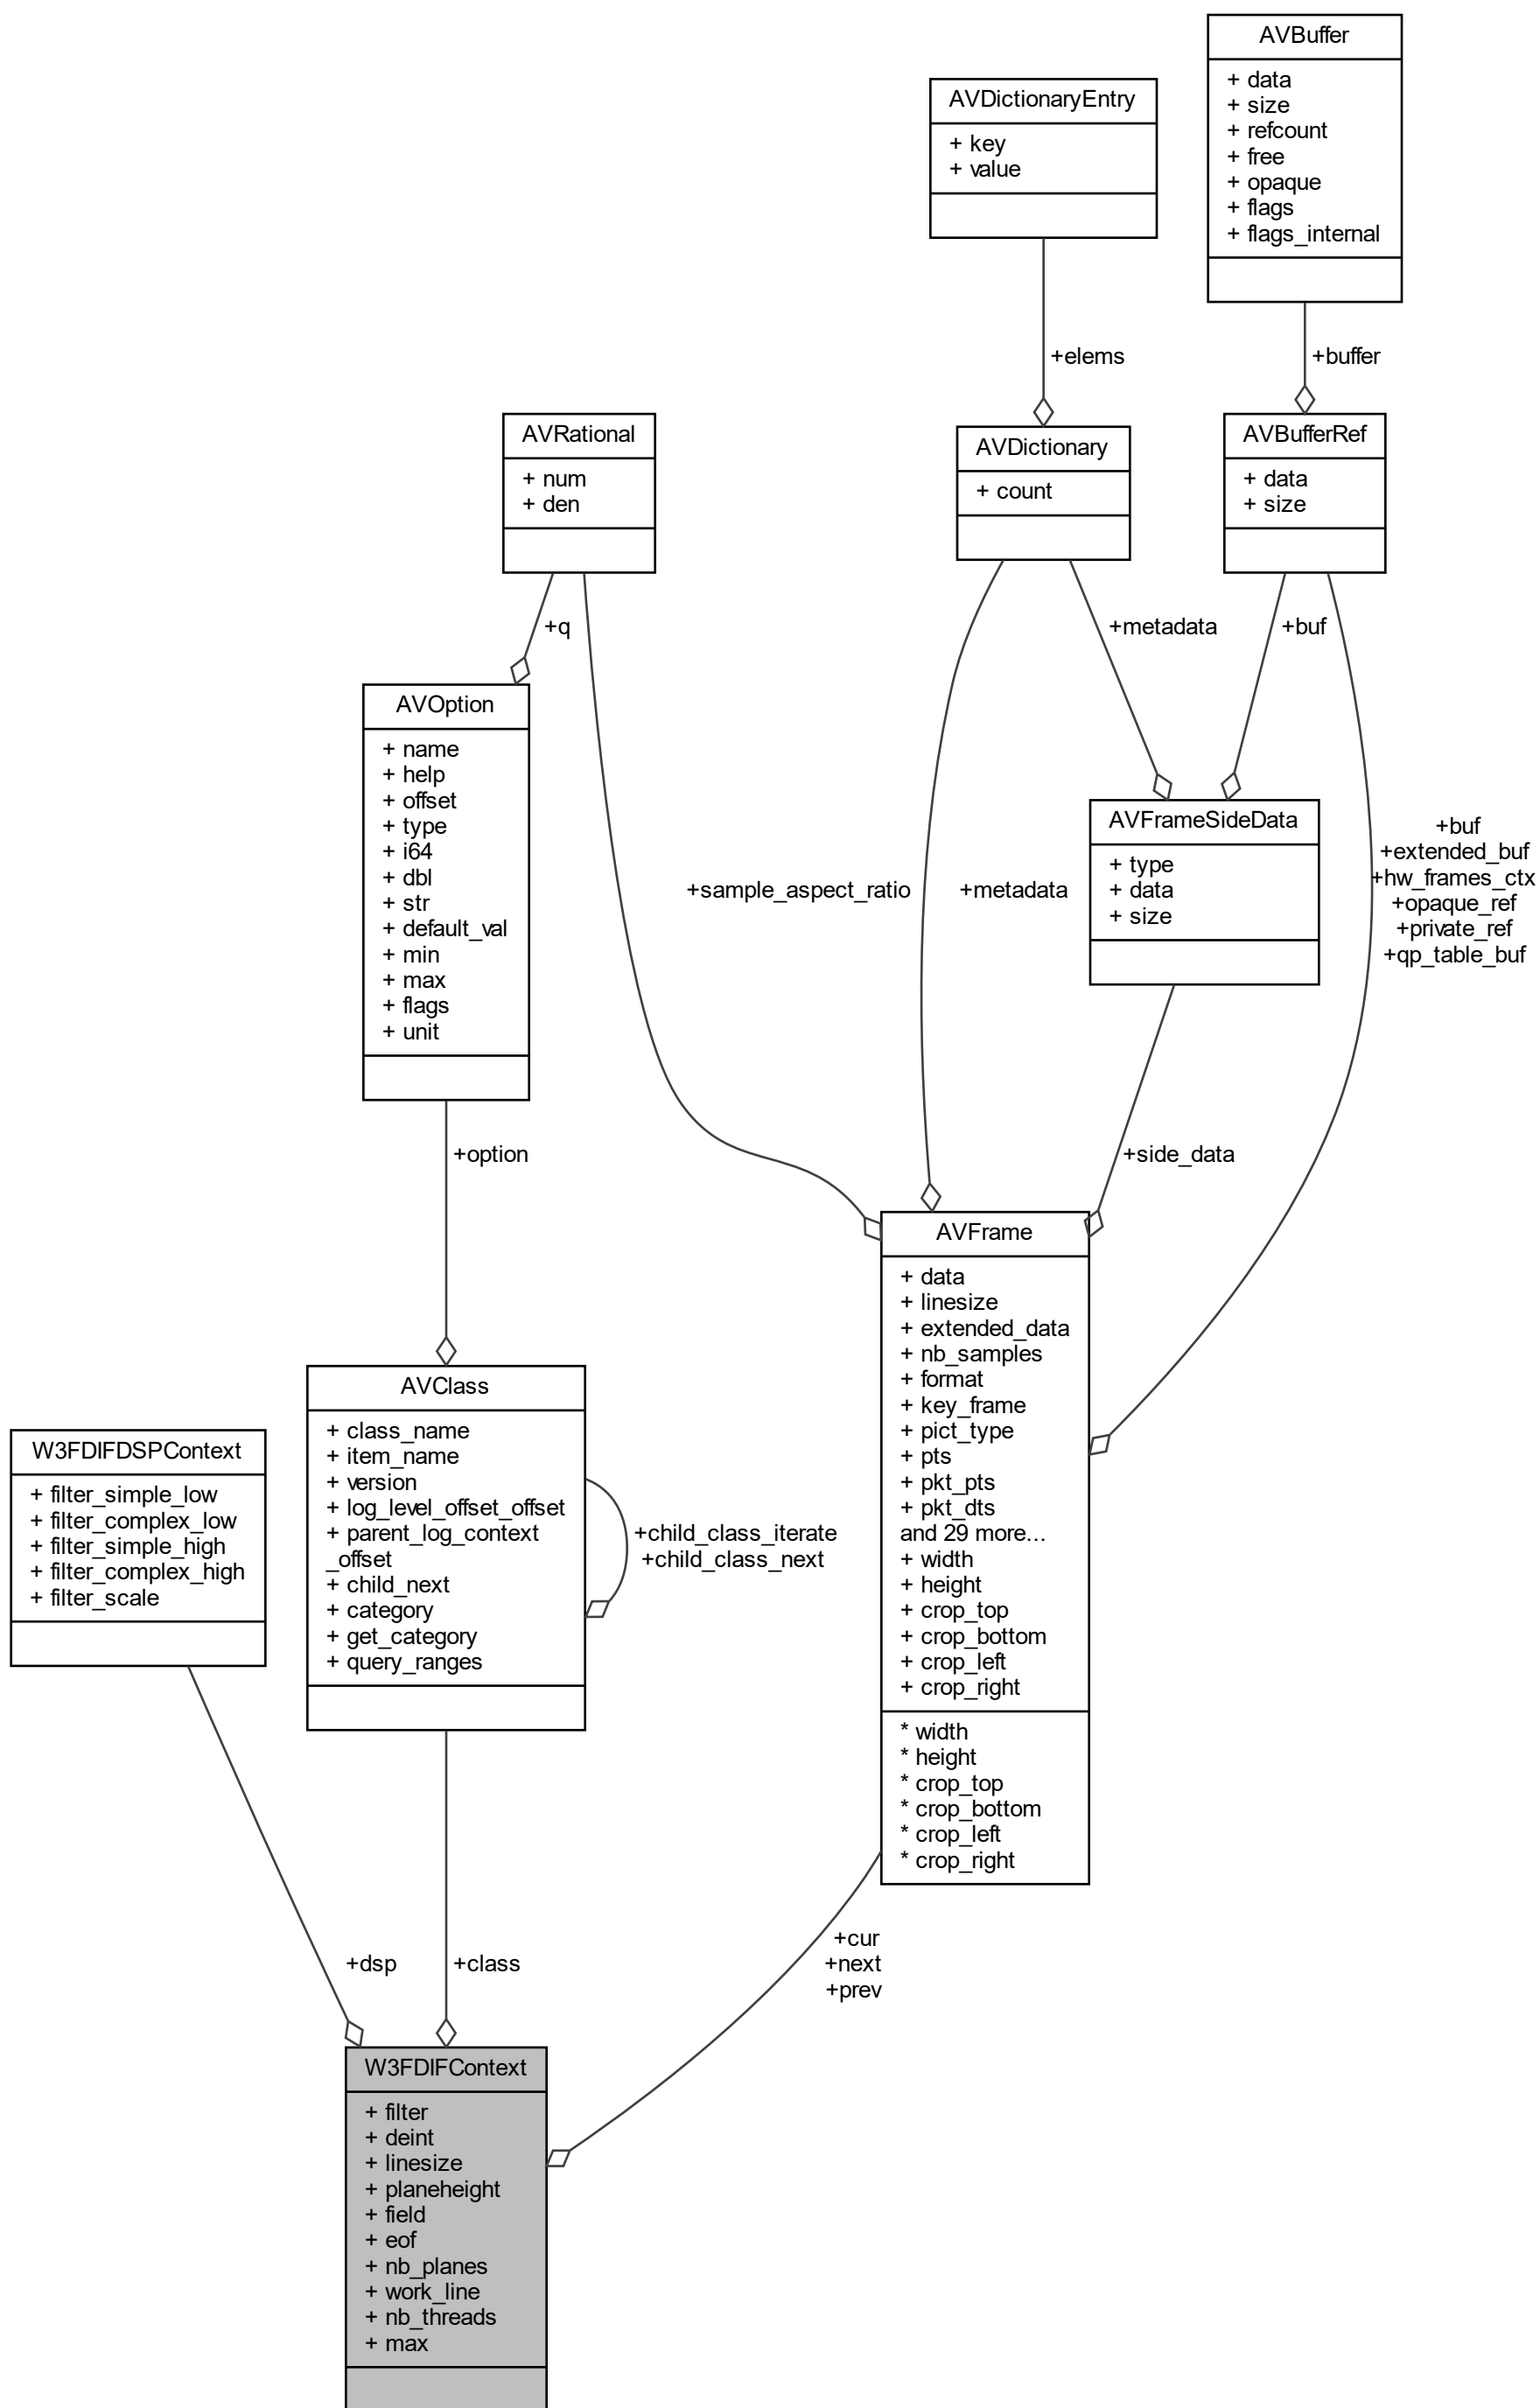 AVBuffer
+ data
+ size
+ refcount
+ free
+ opaque
+ flags
+ flags_internal
AVDictionaryEntry
+ key
+ value
+elems
+buffer
AVRational
+ num
+ den
AVDictionary
+ count
AVBufferRef
+ data
+ size
+q
+metadata
+buf
AVOption
+ name
+ help
+ offset
+ type
+ i64
+ dbl
+ str
+ default_val
+ min
+ max
+ flags
+ unit
AVFrameSideData
+ type
+ data
+ size
+sample_aspect_ratio
+metadata
+buf
+extended_buf
+hw_frames_ctx
+opaque_ref
+private_ref
+qp_table_buf
+option
+side_data
AVFrame
+ data
+ linesize
+ extended_data
+ nb_samples
+ format
+ key_frame
+ pict_type
+ pts
+ pkt_pts
+ pkt_dts
and 29 more...
+ width
+ height
+ crop_top
+ crop_bottom
+ crop_left
+ crop_right
* width
* height
* crop_top
* crop_bottom
* crop_left
* crop_right
AVClass
+ class_name
+ item_name
+ version
+ log_level_offset_offset
+ parent_log_context
_offset
+ child_next
+ category
+ get_category
+ query_ranges
+child_class_iterate
+child_class_next
W3FDIFDSPContext
+ filter_simple_low
+ filter_complex_low
+ filter_simple_high
+ filter_complex_high
+ filter_scale
+dsp
+class
+cur
+next
+prev
W3FDIFContext
+ filter
+ deint
+ linesize
+ planeheight
+ field
+ eof
+ nb_planes
+ work_line
+ nb_threads
+ max